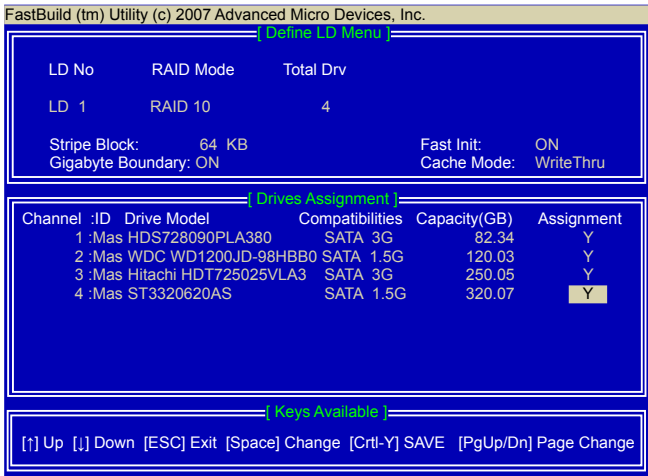 FastBuild (tm) Utility (c) 2007 Advanced Micro Devices, Inc.
[ Define LD Menu ]
LD No RAID Mode Total Drv
LD 1 RAID 10 4
Stripe Block: 64 KB Fast Init: ON
Gigabyte Boundary: ON Cache Mode: WriteThru
[ Drives Assignment ]
Channel :ID Drive Model Compatibilities Capacity(GB) Assignment
1 :Mas HDS728090PLA380 SATA 3G 82.34 Y
2 :Mas WDC WD1200JD-98HBB0 SATA 1.5G 120.03 Y
3 :Mas Hitachi HDT725025VLA3 SATA 3G 250.05 Y
4 :Mas ST3320620AS SATA 1.5G 320.07 Y
[ Keys Available ]
[↑] Up [↓] Down [ESC] Exit [Space] Change [Crtl-Y] SAVE [PgUp/Dn] Page Change